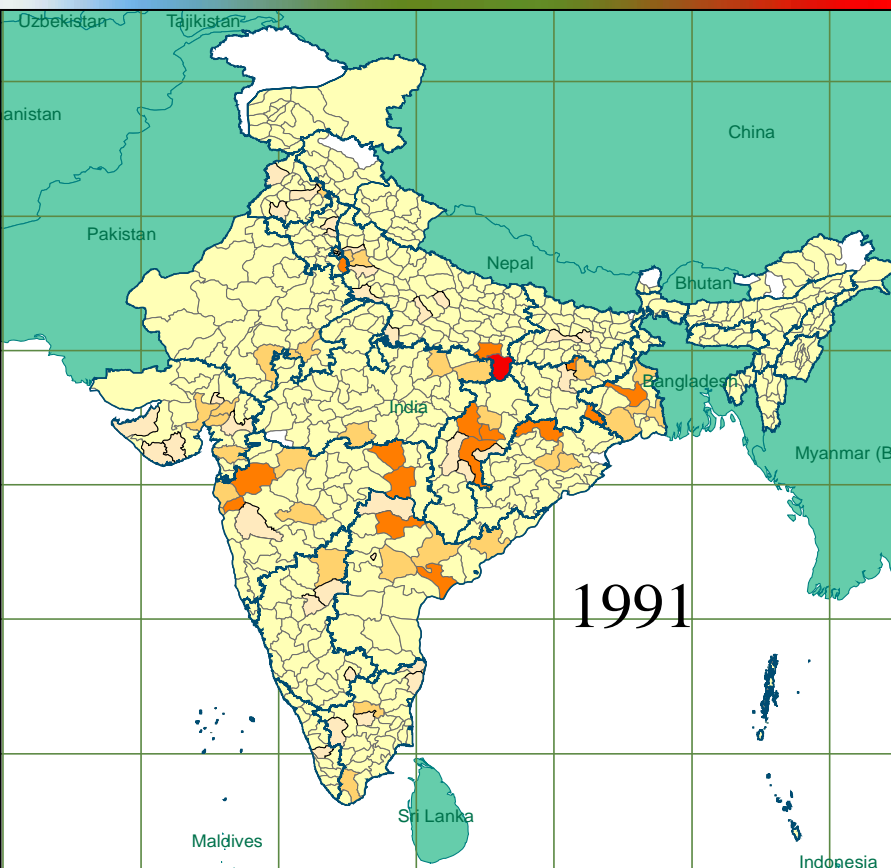 Uzbekistan
Tajikistan
anistan
China
Pakistan
Nepal
Bhutan
Bangladesh
India
Myanmar (B
1991
Sri Lanka
Maldives
Indonesia